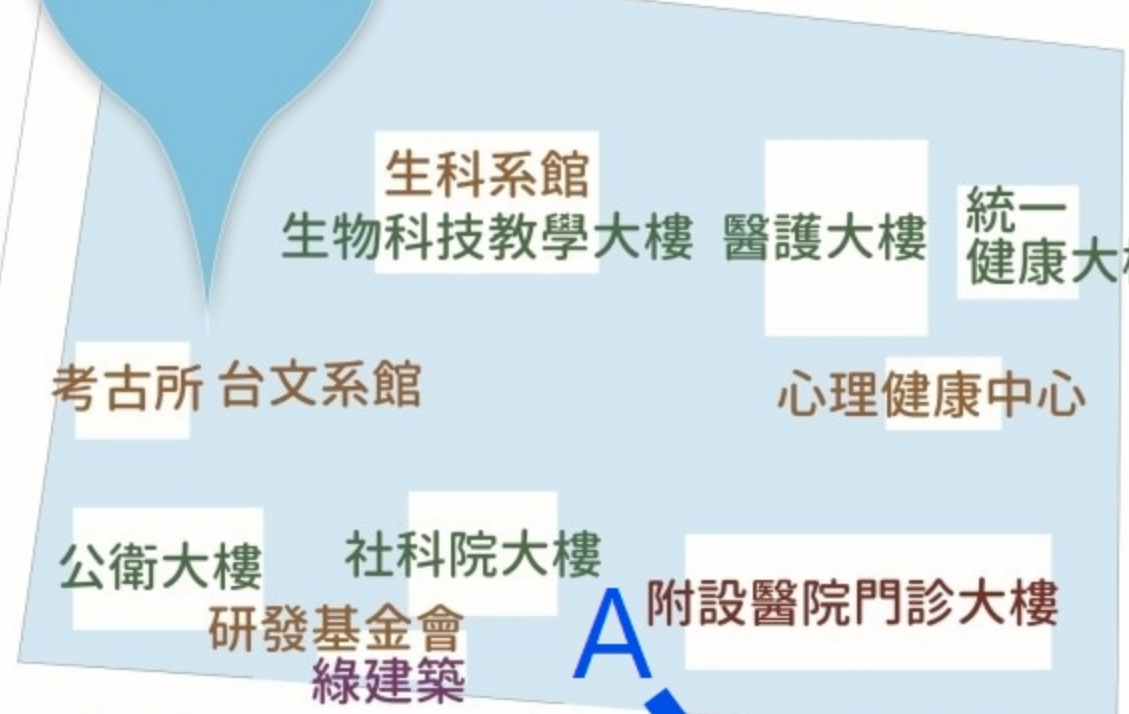 生科系館
生物科技教學大樓
醫護大樓
統一
健康大
考古所
台文系館
心理健康中心
公衛大樓
社科院大樓
研發基金會
綠建築
A
附設醫院門診大樓